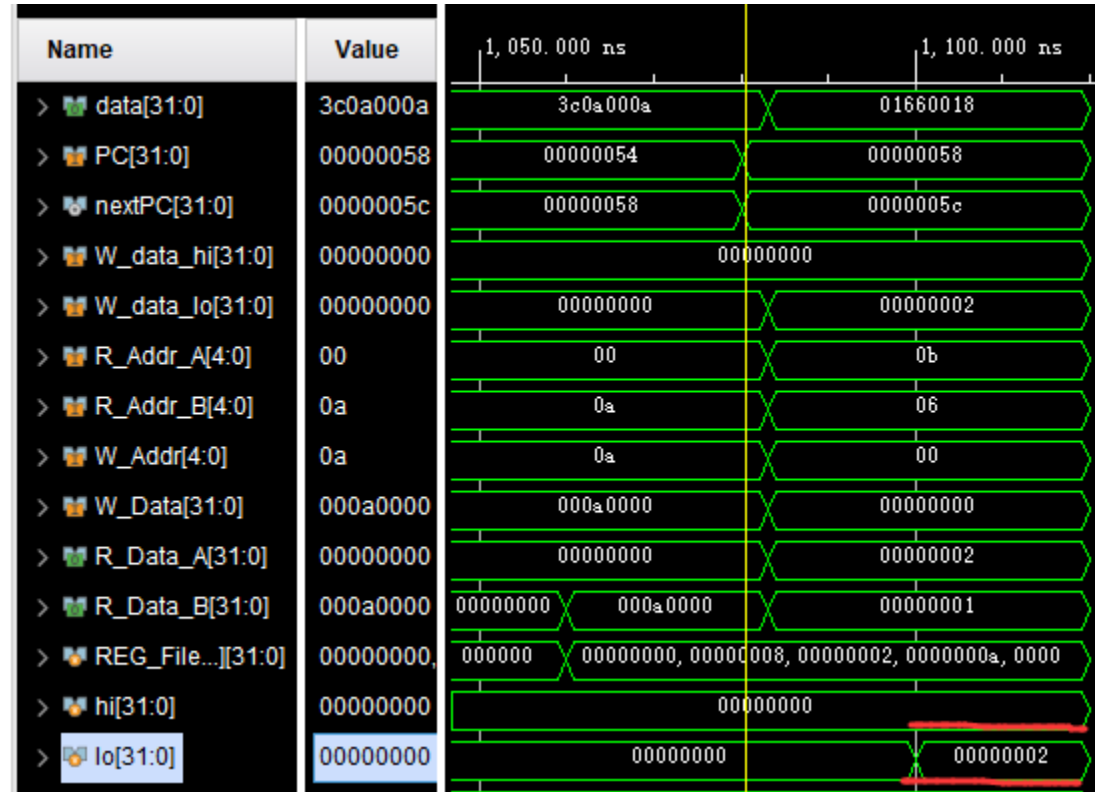 Name Value 1,050.000 ns 1,100.000 ns
data[31:0] 3c0a000a 3c0a000a 01660018
PC[31:0] 00000058 00000054 00000058
nextPC[31:0] 0000005c 00000058 0000005c
W_data_hi[31:0] 00000000 00000000
W_data_lo[31:0] 00000000 00000000 00000002
R_Addr_A[4:0] 00 00 0b
R_Addr_B[4:0] 0a 0a 06
W_Addr[4:0] 0a 0a 00
W_Data[31:0] 000a0000 000a0000 00000000
R_Data_A[31:0] 00000000 00000000 00000002
R_Data_B[31:0] 000a0000 00000000 000a0000 00000001
REG_File...][31:0] 00000000, 000000 00000000, 00000008, 00000002, 0000000a, 0000
hi[31:0] 00000000 00000000
lo[31:0] 00000000 00000000 00000002